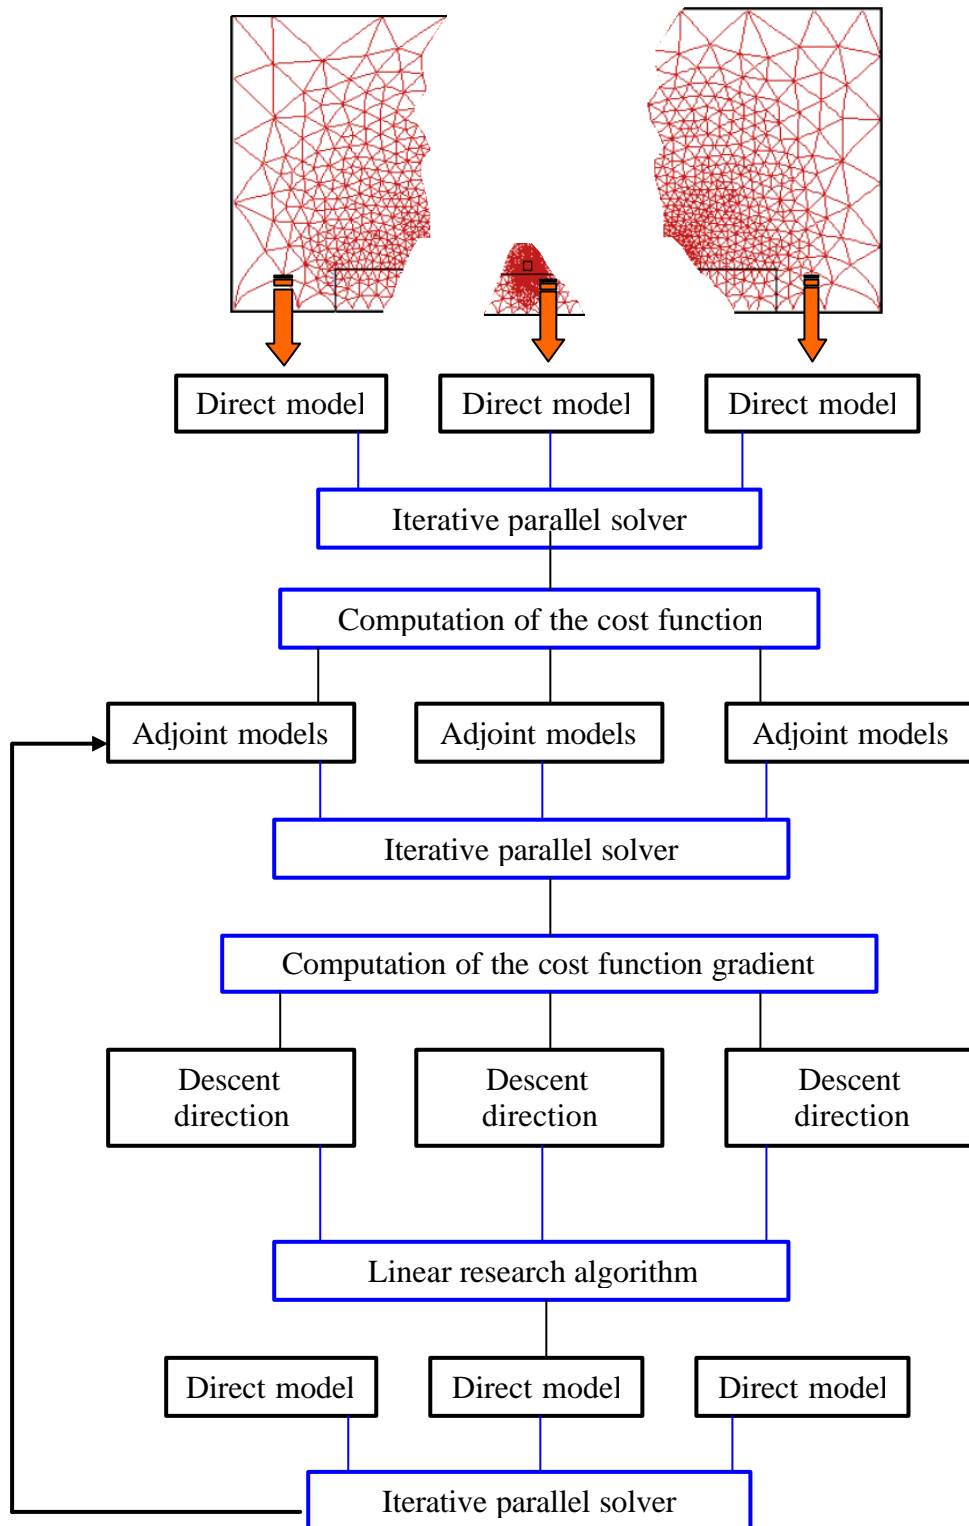 Direct model
Direct model
Direct model
Iterative parallel solver
Computation of the cost function
Adjoint models
Adjoint models
Adjoint models
Iterative parallel solver
Computation of the cost function gradient
Descent
direction
Descent
direction
Descent
direction
Linear research algorithm
Direct model
Direct model
Direct model
Iterative parallel solver